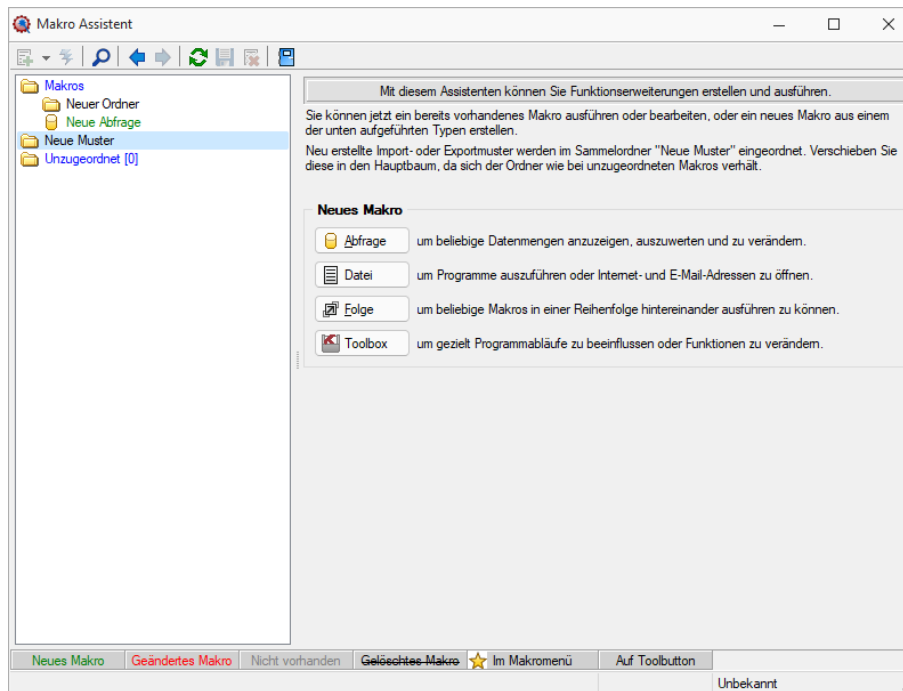 Makro Assistent
Makros
Neuer Ordner
Neue Abfrage
Neue Muster
Unzugeordnet [0]
Mit diesem Assistenten können Sie Funktionserweiterungen erstellen und ausführen.
Sie können jetzt ein bereits vorhandenes Makro ausführen oder bearbeiten, oder ein neues Makro aus einem
der unten aufgeführten Typen erstellen.
Neu erstellte Import- oder Exportmuster werden im Sammelordner "Neue Muster" eingeordnet. Verschieben Sie
diese in den Hauptbaum, da sich der Ordner wie bei unzugeordneten Makros verhält.
Neues Makro
Abfrage um beliebige Datenmengen anzuzeigen, auszuwerten und zu verändern.
Datei um Programme auszuführen oder Internet- und E-Mail-Adressen zu öffnen.
Folge um beliebige Makros in einer Reihenfolge hintereinander ausführen zu können.
Toolbox um gezielt Programmabläufe zu beeinflussen oder Funktionen zu verändern.
Neues Makro Geändertes Makro Nicht vorhanden Gelöschtes Makro Im Makromenü Auf Toolbutton
Unbekannt